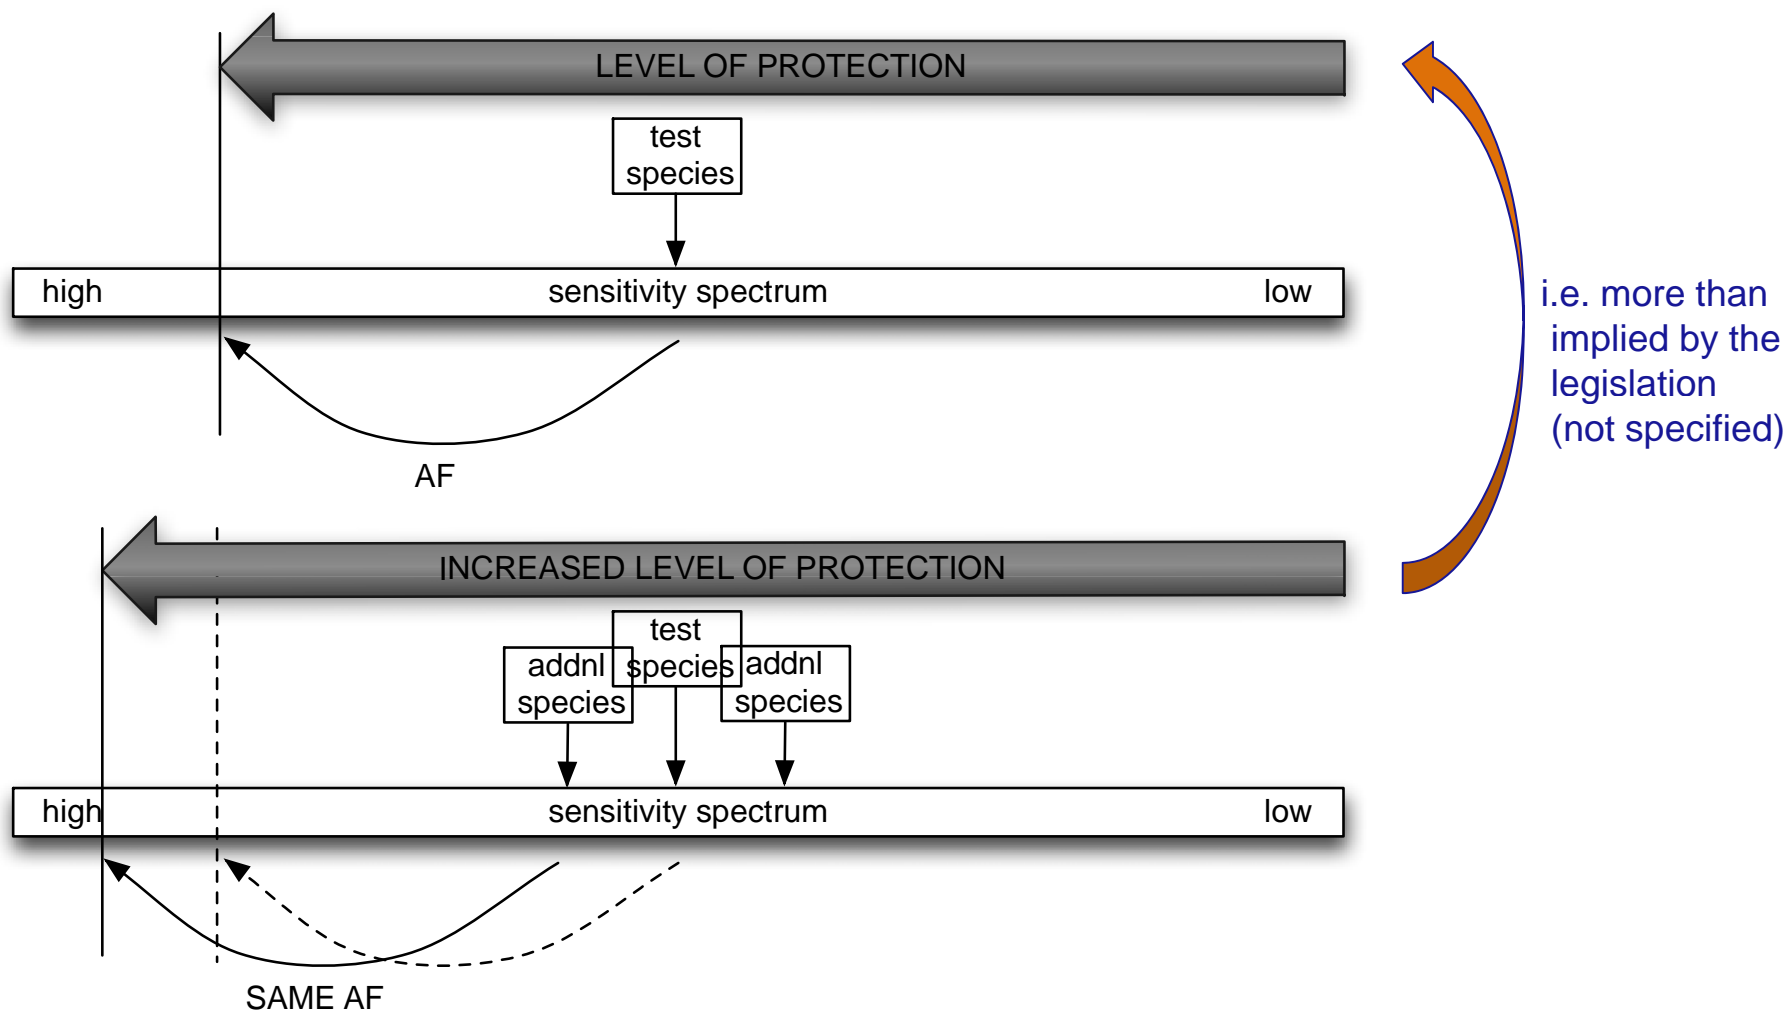 LEVEL OF PROTECTION
test
species
high sensitivity spectrum low
AF
i.e. more than
implied by the
legislation
(not specified)
INCREASED LEVEL OF PROTECTION
test
species
addnl
species
addnl
species
high sensitivity spectrum low
SAME AF